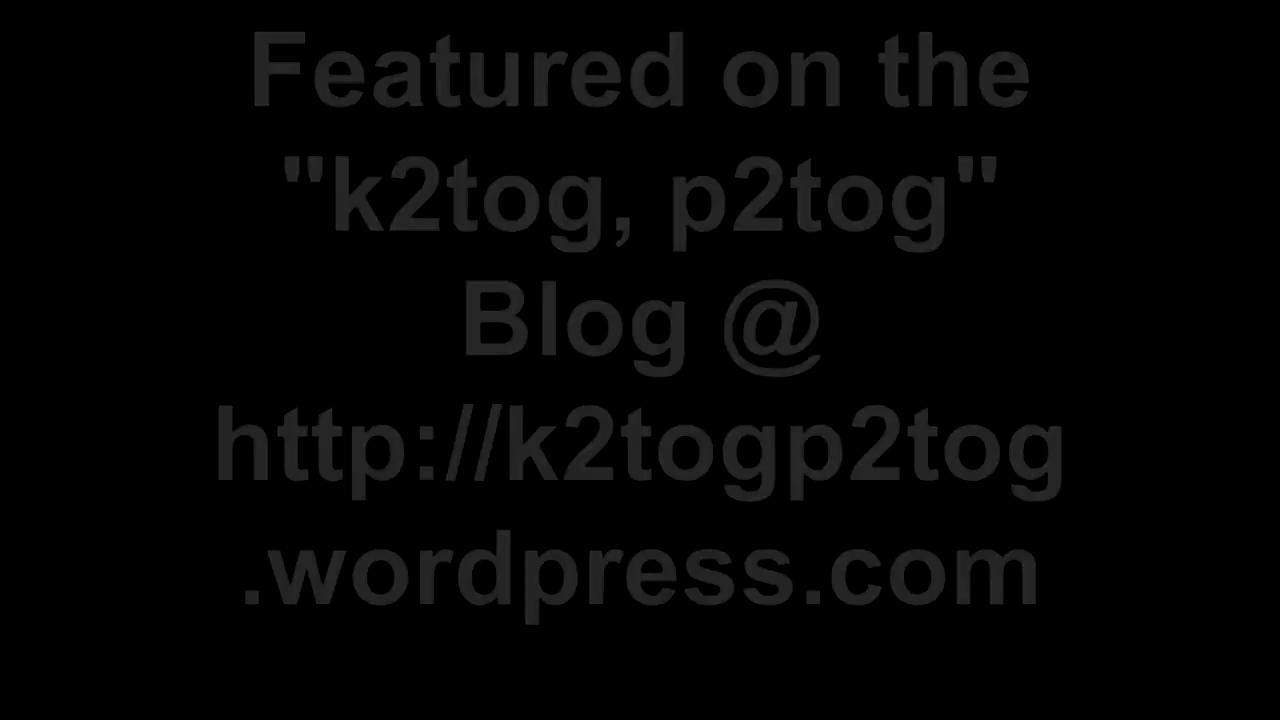 Featured on the
"k2tog, p2tog"
Blog @
http://k2togp2tog
.wordpress.com